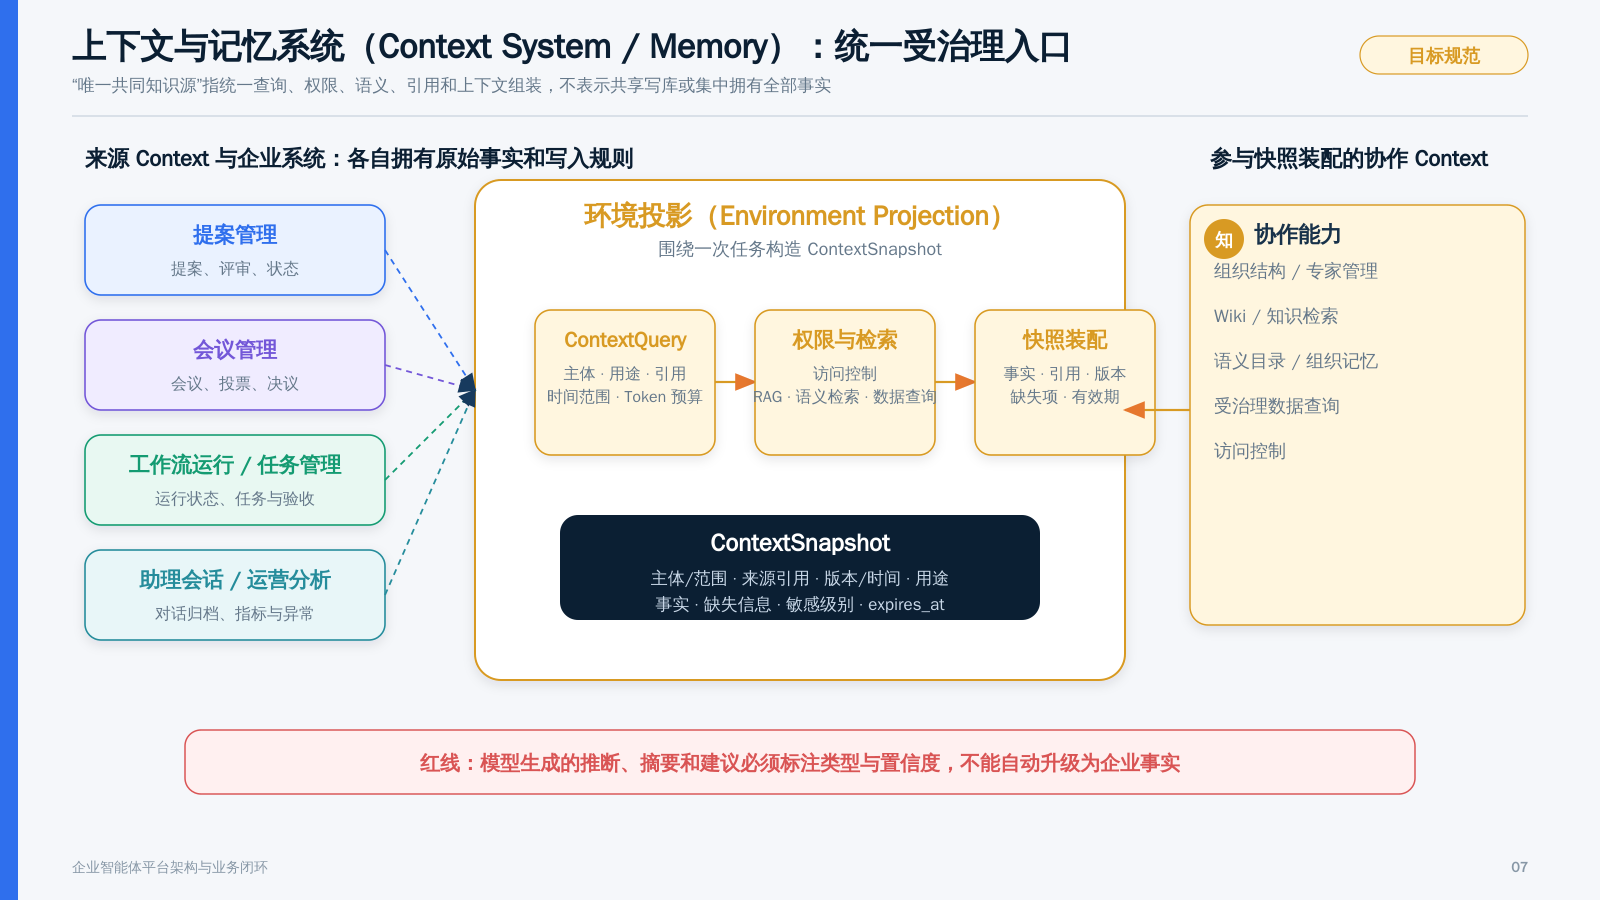 上下文与记忆系统（Context System / Memory）：统一受治理入口
目标规范
“唯一共同知识源”指统一查询、权限、语义、引用和上下文组装，不表示共享写库或集中拥有全部事实
来源 Context 与企业系统：各自拥有原始事实和写入规则
参与快照装配的协作 Context
提案管理
提案、评审、状态
会议管理
会议、投票、决议
工作流运行 / 任务管理
运行状态、任务与验收
助理会话 / 运营分析
对话归档、指标与异常
环境投影（Environment Projection）
围绕一次任务构造 ContextSnapshot
ContextQuery
主体 · 用途 · 引用
时间范围 · Token 预算
权限与检索
访问控制
RAG · 语义检索 · 数据查询
快照装配
事实 · 引用 · 版本
缺失项 · 有效期
ContextSnapshot
主体/范围 · 来源引用 · 版本/时间 · 用途
事实 · 缺失信息 · 敏感级别 · expires_at
知
协作能力
组织结构 / 专家管理
Wiki / 知识检索
语义目录 / 组织记忆
受治理数据查询
访问控制
红线：模型生成的推断、摘要和建议必须标注类型与置信度，不能自动升级为企业事实
企业智能体平台架构与业务闭环
07